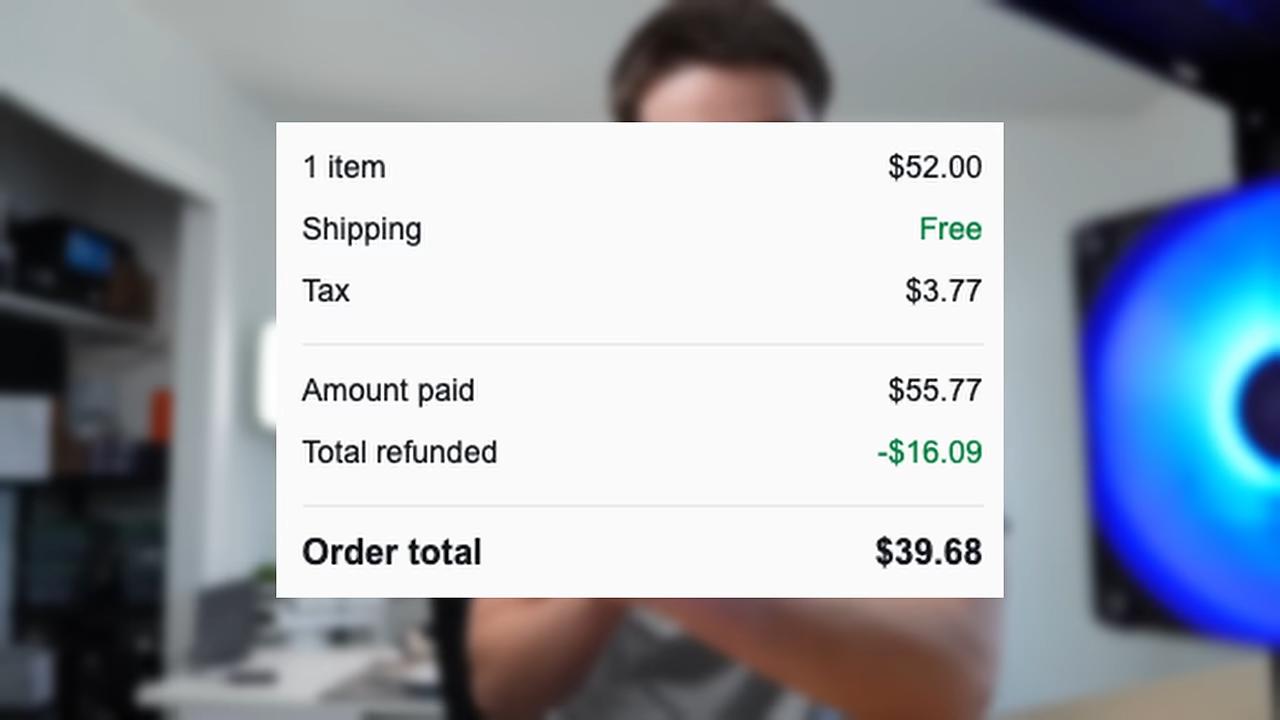 1 item $52.00
Shipping Free
Tax $3.77
Amount paid $55.77
Total refunded -$16.09
Order total $39.68